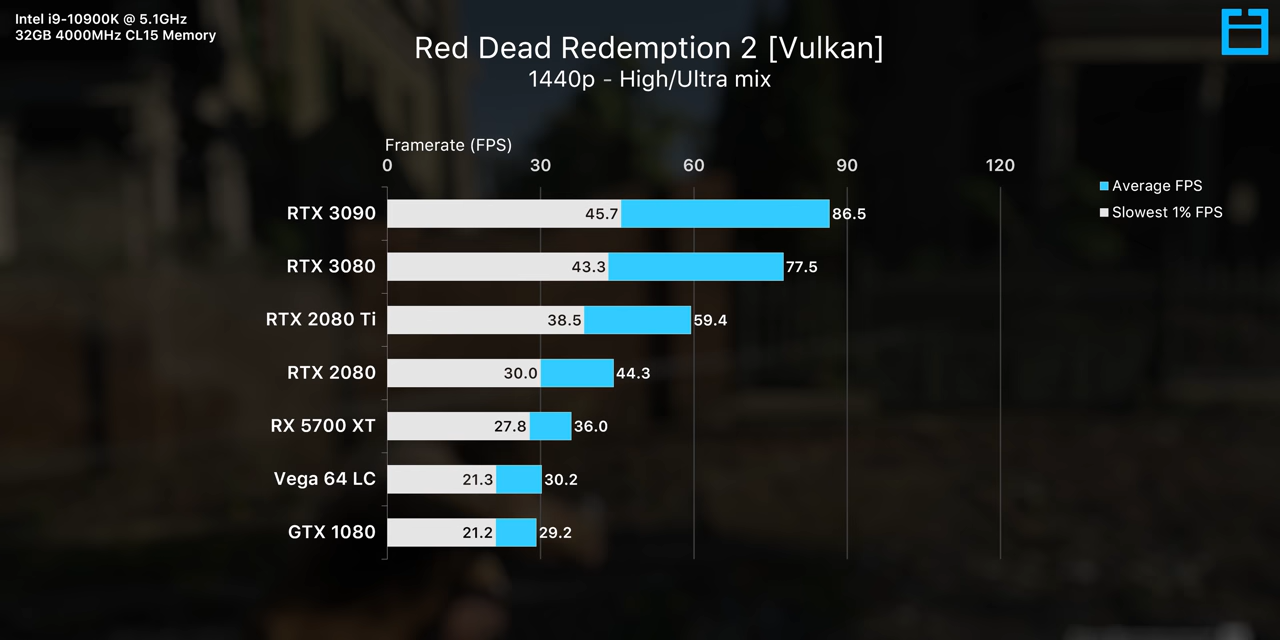 Intel i9-10900K @ 5.1GHz
32GB 4000MHz CL15 Memory
Red Dead Redemption 2 [Vulkan]
1440p - High/Ultra mix
Framerate (FPS)
0 30 60 90 120
Average FPS
Slowest 1% FPS
RTX 3090 45.7 86.5
RTX 3080 43.3 77.5
RTX 2080 Ti 38.5 59.4
RTX 2080 30.0 44.3
RX 5700 XT 27.8 36.0
Vega 64 LC 21.3 30.2
GTX 1080 21.2 29.2